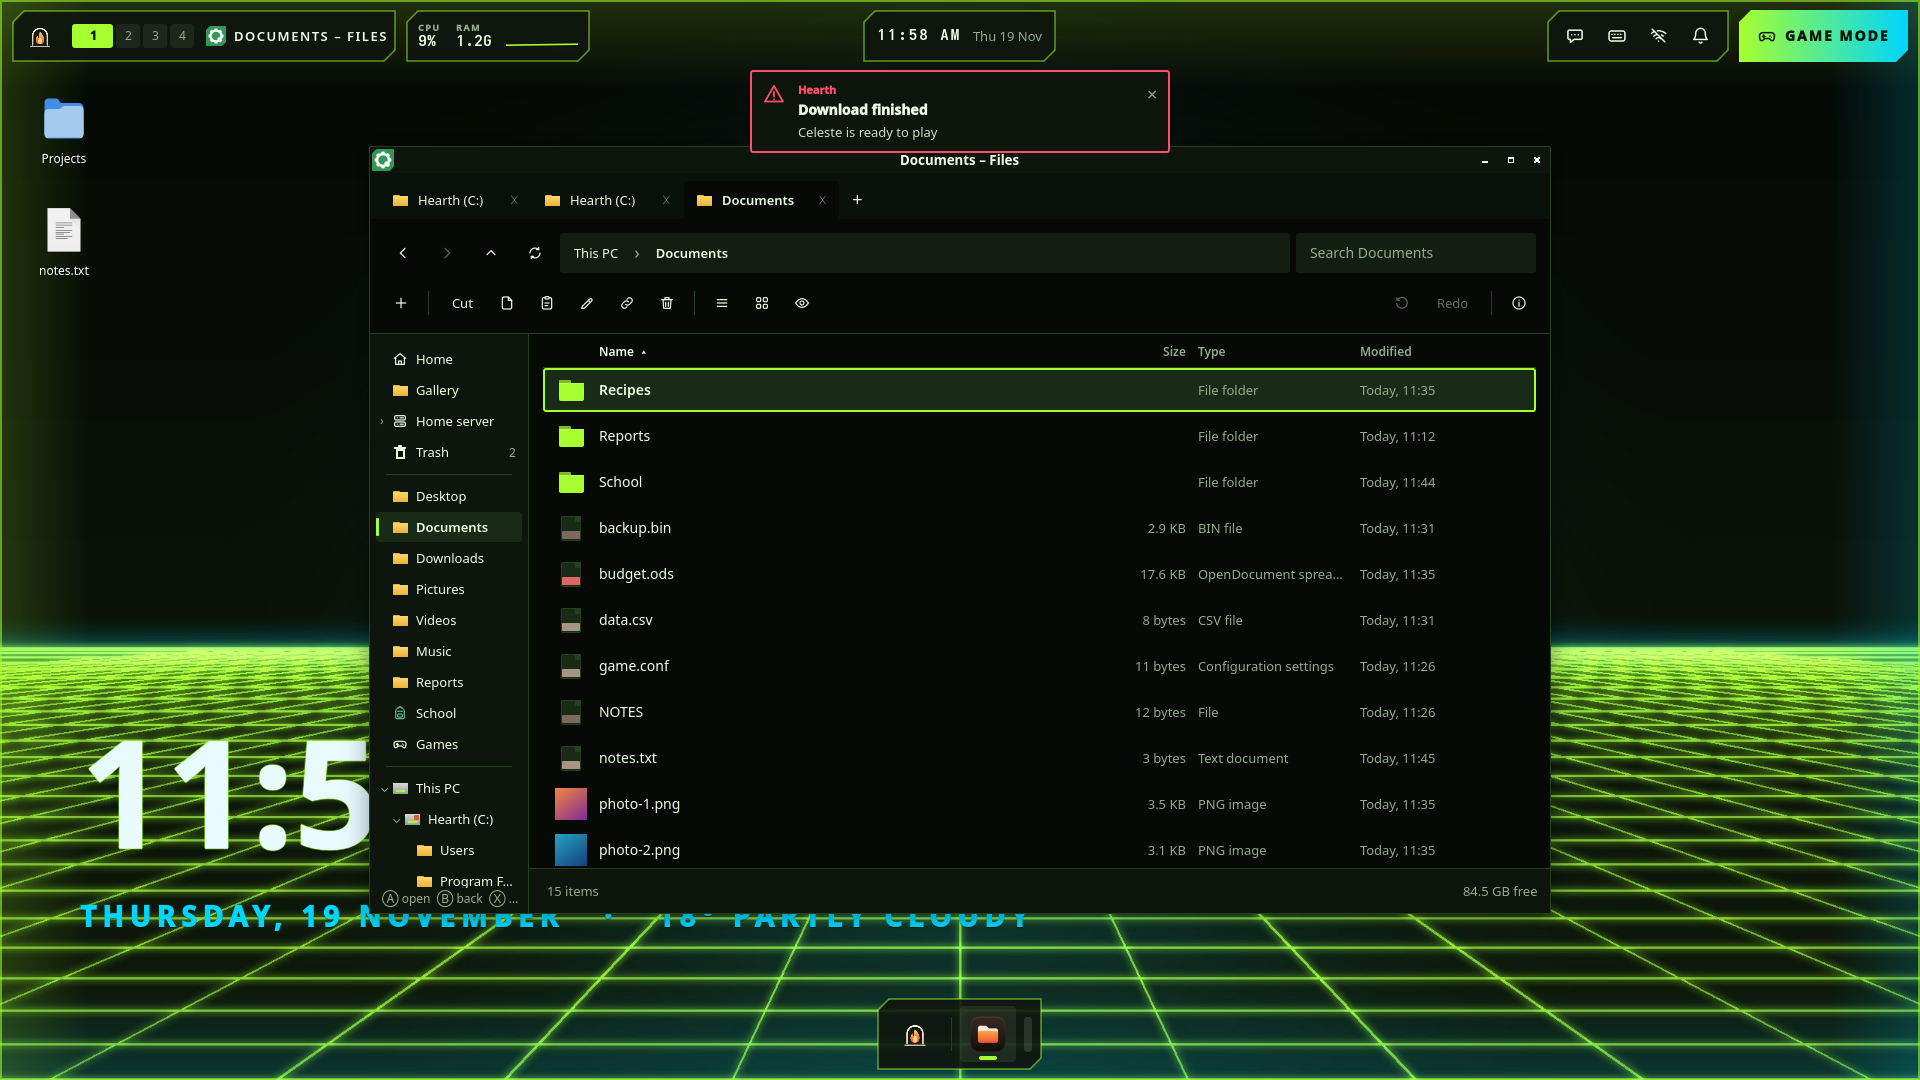 1 2 3 4 DOCUMENTS – FILES
CPU 9%
RAM 1.2G
11:58 AM Thu 19 Nov
GAME MODE
Hearth
Download finished
Celeste is ready to play
Projects
notes.txt
Documents – Files
Hearth (C:) X Hearth (C:) X Documents X +
This PC › Documents
Search Documents
Cut
Redo
Home
Gallery
Home server
Trash 2
Desktop
Documents
Downloads
Pictures
Videos
Music
Reports
School
Games
This PC
Hearth (C:)
Users
Program F...
A open B back X ...
Name Size Type Modified
Recipes File folder Today, 11:35
Reports File folder Today, 11:12
School File folder Today, 11:44
backup.bin 2.9 KB BIN file Today, 11:31
budget.ods 17.6 KB OpenDocument sprea... Today, 11:35
data.csv 8 bytes CSV file Today, 11:31
game.conf 11 bytes Configuration settings Today, 11:26
NOTES 12 bytes File Today, 11:26
notes.txt 3 bytes Text document Today, 11:45
photo-1.png 3.5 KB PNG image Today, 11:35
photo-2.png 3.1 KB PNG image Today, 11:35
15 items 84.5 GB free
11:5
THURSDAY, 19 NOVEMBER · 18° PARTLY CLOUDY